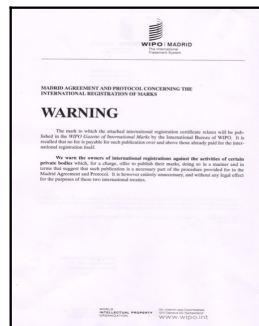 WIPO | MADRID
The International
Trademark System
MADRID AGREEMENT AND PROTOCOL CONCERNING THE
INTERNATIONAL REGISTRATION OF MARKS
WARNING
The mark to which the attached international registration certificate relates will be pub-
lished in the WIPO Gazette of International Marks by the International Bureau of WIPO. It is
recalled that no fee is payable for such publication over and above those already paid for the inter-
national registration itself.
We warn the owners of international registrations against the activities of certain
private bodies which, for a charge, offer to publish their marks, doing so in a manner and in
terms that suggest that such publication is a necessary part of the procedure provided for in the
Madrid Agreement and Protocol. It is however entirely unnecessary, and without any legal effect
for the purposes of these two international treaties.
WORLD
INTELLECTUAL PROPERTY
ORGANIZATION
www.wipo.int